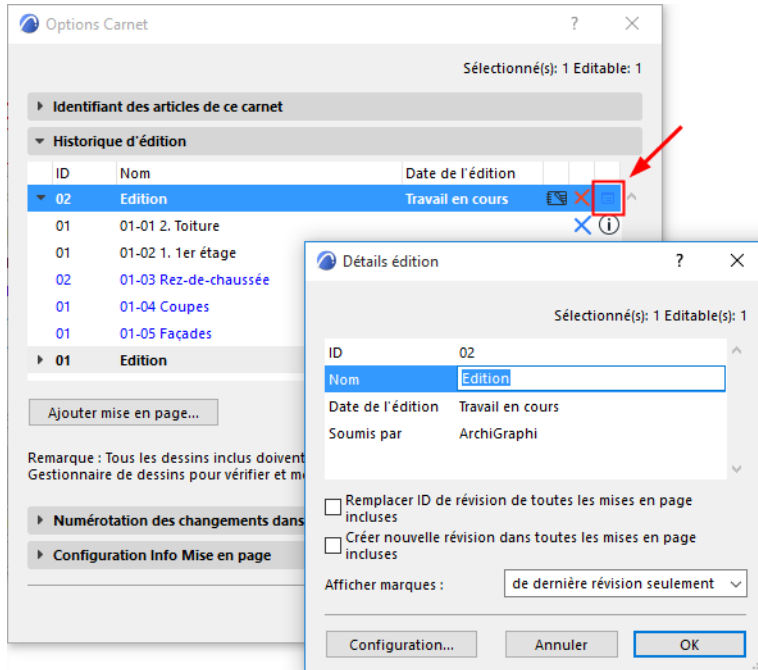 Options Carnet
?
Sélectionné(s): 1 Editable: 1
Identifiant des articles de ce carnet
Historique d'édition
ID Nom Date de l'édition
02 Edition Travail en cours
01 01-01 2. Toiture
01 01-02 1. 1er étage
02 01-03 Rez-de-chaussée
01 01-04 Coupes
01 01-05 Façades
01 Edition
Ajouter mise en page...
Remarque : Tous les dessins inclus doivent
Gestionnaire de dessins pour vérifier et m
Numérotation des changements dans
Configuration Info Mise en page
Détails édition
?
Sélectionné(s): 1 Editable(s): 1
ID 02
Nom Edition
Date de l'édition Travail en cours
Soumis par ArchiGraphi
Remplacer ID de révision de toutes les mises en page
incluses
Créer nouvelle révision dans toutes les mises en page
incluses
Afficher marques : de dernière révision seulement
Configuration... Annuler OK